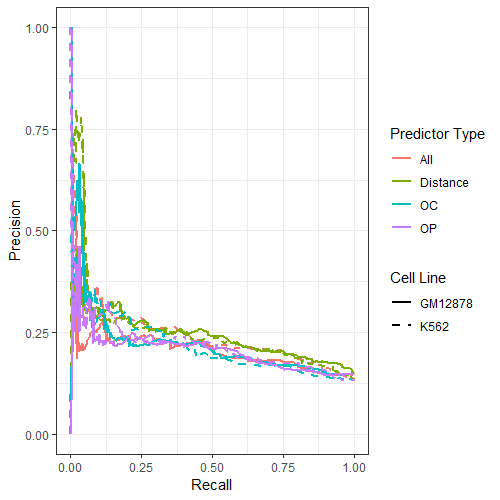 1.00
0.75
0.50
0.25
0.00
Precision
0.00 0.25 0.50 0.75 1.00
Recall
Predictor Type
All
Distance
OC
OP
Cell Line
GM12878
K562